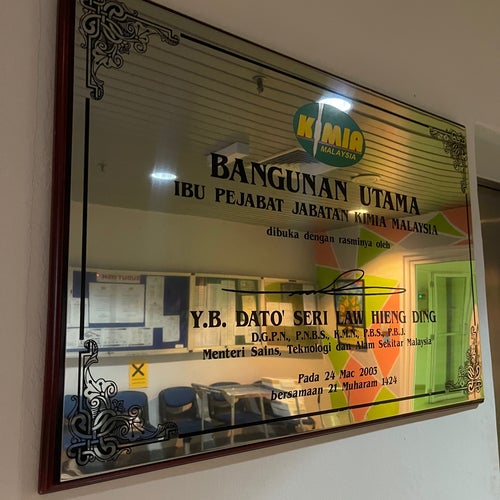 KIMIA
MALAYSIA
BANGUNAN UTAMA
IBU PEJABAT JABATAN KIMIA MALAYSIA
dibuka dengan rasminya oleh
Y.B. DATO' SERI LAW HIENG DING
D.G.P.N., P.N.B.S., K.M.N., P.B.S., P.B.J.
Menteri Sains, Teknologi dan Alam Sekitar Malaysia
Pada 24 Mac 2003
bersamaan 21 Muharam 1424